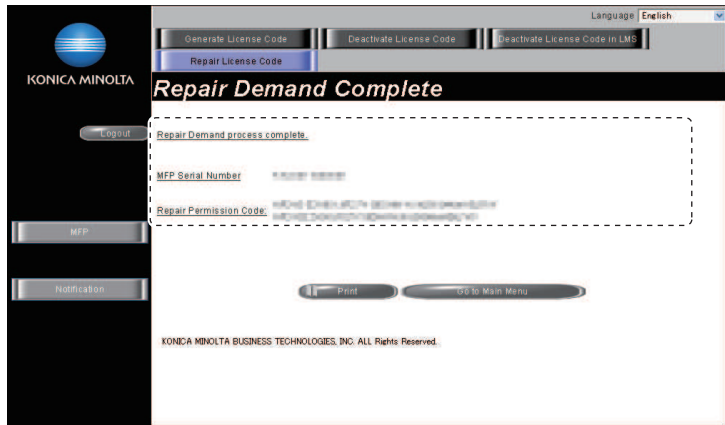 Language English
Generate License Code Deactivate License Code Deactivate License Code in LMS
Repair License Code
KONICA MINOLTA
Repair Demand Complete
Logout
Repair Demand process complete.
MFP Serial Number
Repair Permission Code:
MFP
Notification
Print Go to Main Menu
KONICA MINOLTA BUSINESS TECHNOLOGIES, INC. ALL Rights Reserved.